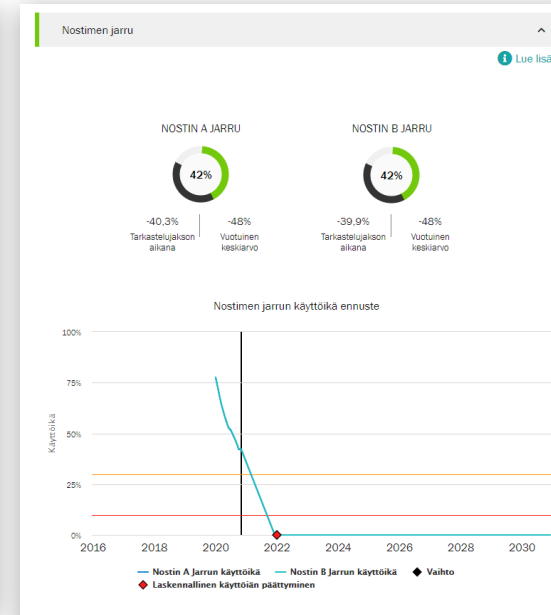 Nostimen jarru
Lue lisä
NOSTIN A JARRU
NOSTIN B JARRU
42%
42%
-40,3%
-48%
-39,9%
-48%
Tarkastelujakson
aikana
Vuotuinen
keskiarvo
Tarkastelujakson
aikana
Vuotuinen
keskiarvo
Nostimen jarrun käyttöikä ennuste
100%
75%
50%
25%
0%
Käyttöikä
2016 2018 2020 2022 2024 2026 2028 2030
Nostin A Jarrun käyttöikä Nostin B Jarrun käyttöikä Vaihto
Laskennallinen käyttöiän päättyminen